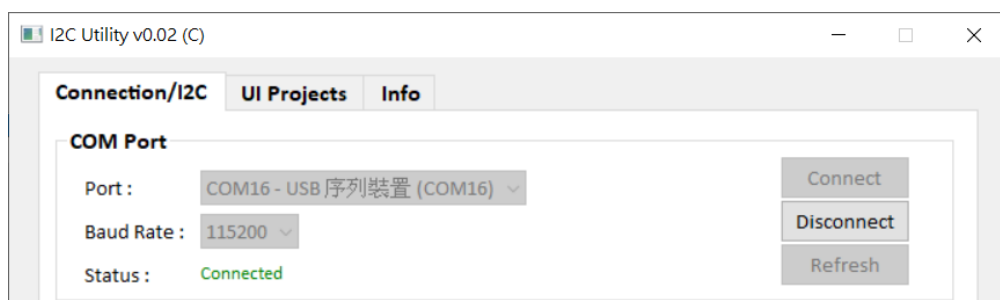 I2C Utility v0.02 (C)
Connection/I2C UI Projects Info
COM Port
Port : COM16 - USB 序列裝置 (COM16) Connect
Baud Rate : 115200 Disconnect
Status : Connected Refresh